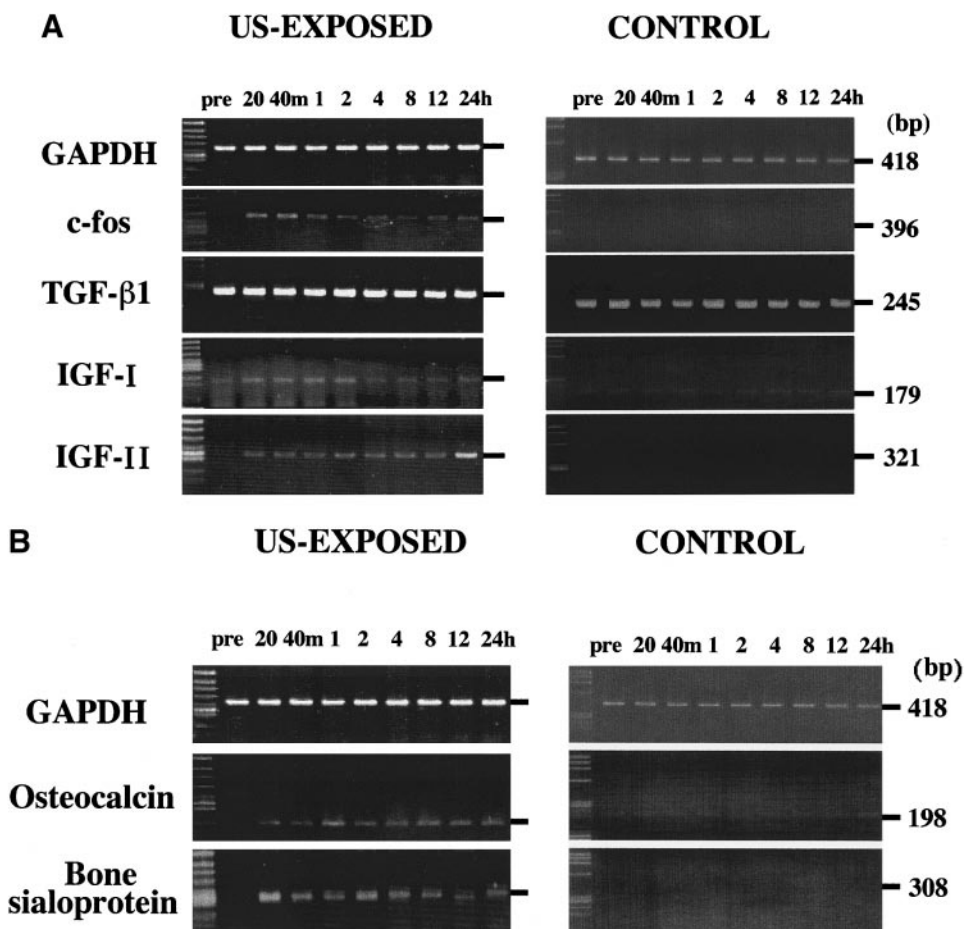 A US-EXPOSED CONTROL
pre 20 40m 1 2 4 8 12 24h pre 20 40m 1 2 4 8 12 24h (bp)
GAPDH 418
c-fos 396
TGF-β1 245
IGF-I 179
IGF-II 321
B US-EXPOSED CONTROL
pre 20 40m 1 2 4 8 12 24h pre 20 40m 1 2 4 8 12 24h (bp)
GAPDH 418
Osteocalcin 198
Bone
sialoprotein 308